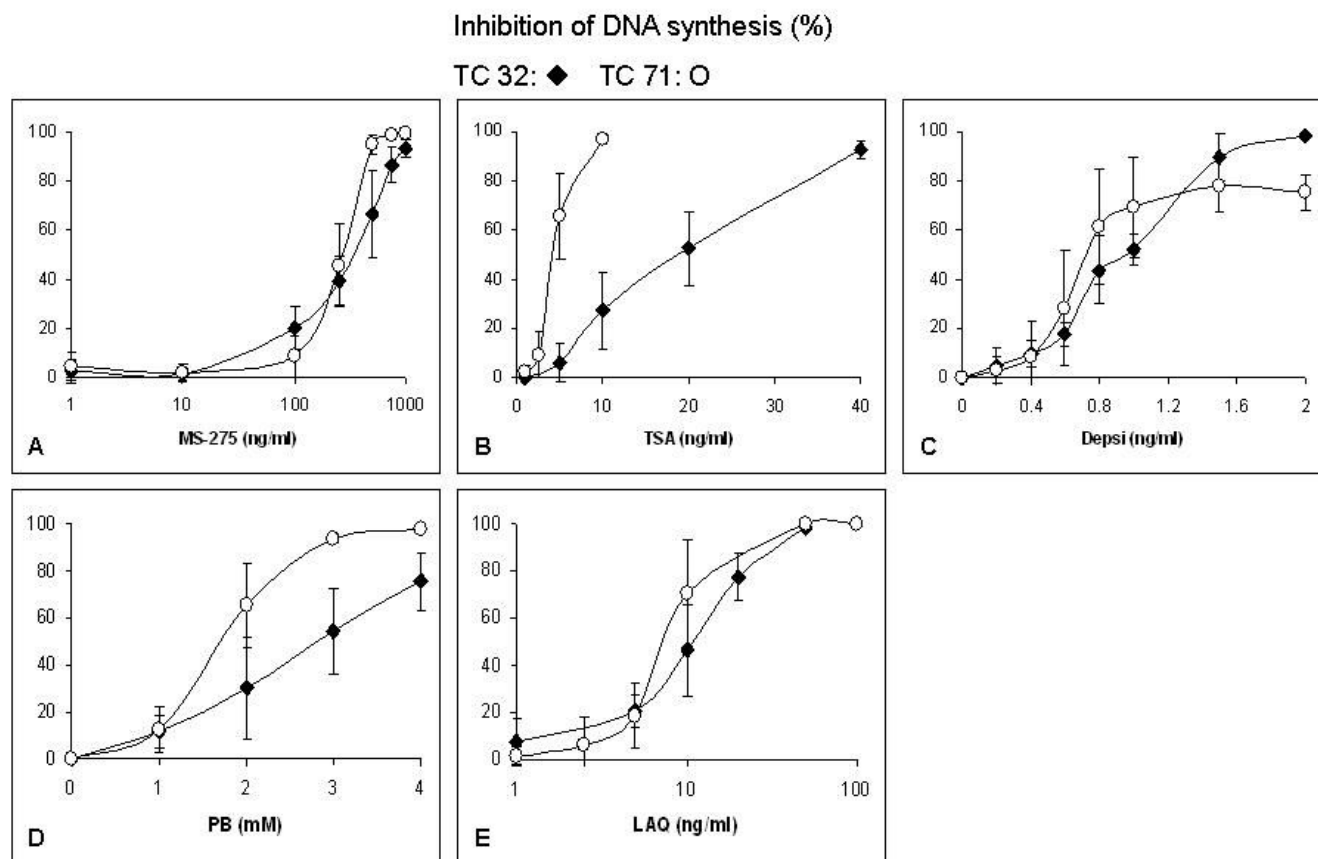 Inhibition of DNA synthesis (%)
TC 32: ◆ TC 71: O
100
80
60
40
20
0
1 10 100 1000
MS-275 (ng/ml)
A
100
80
60
40
20
0
0 10 20 30 40
TSA (ng/ml)
B
100
80
60
40
20
0
0 0.4 0.8 1.2 1.6 2
Depsi (ng/ml)
C
100
80
60
40
20
0
0 1 2 3 4
PB (mM)
D
100
80
60
40
20
0
1 10 100
LAQ (ng/ml)
E